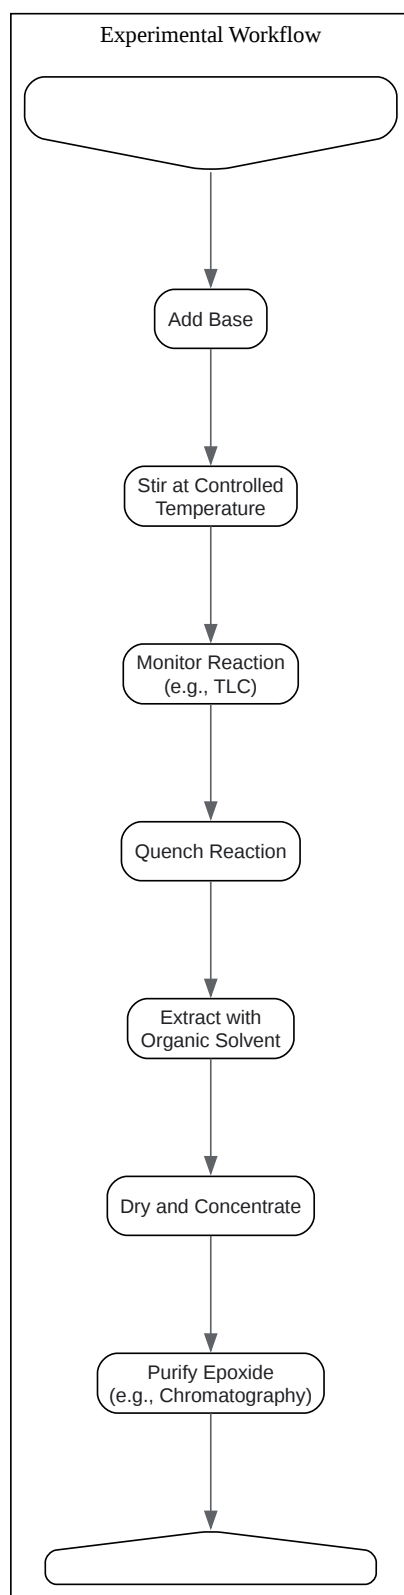 Experimental Workflow
Add Base
Stir at Controlled
Temperature
Monitor Reaction
(e.g., TLC)
Quench Reaction
Extract with
Organic Solvent
Dry and Concentrate
Purify Epoxide
(e.g., Chromatography)